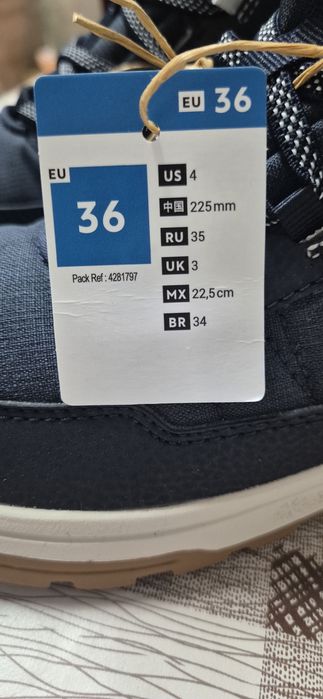 EU 36
EU
36
Pack Ref : 4281797
US 4
中国 225mm
RU 35
UK 3
MX 22,5cm
BR 34